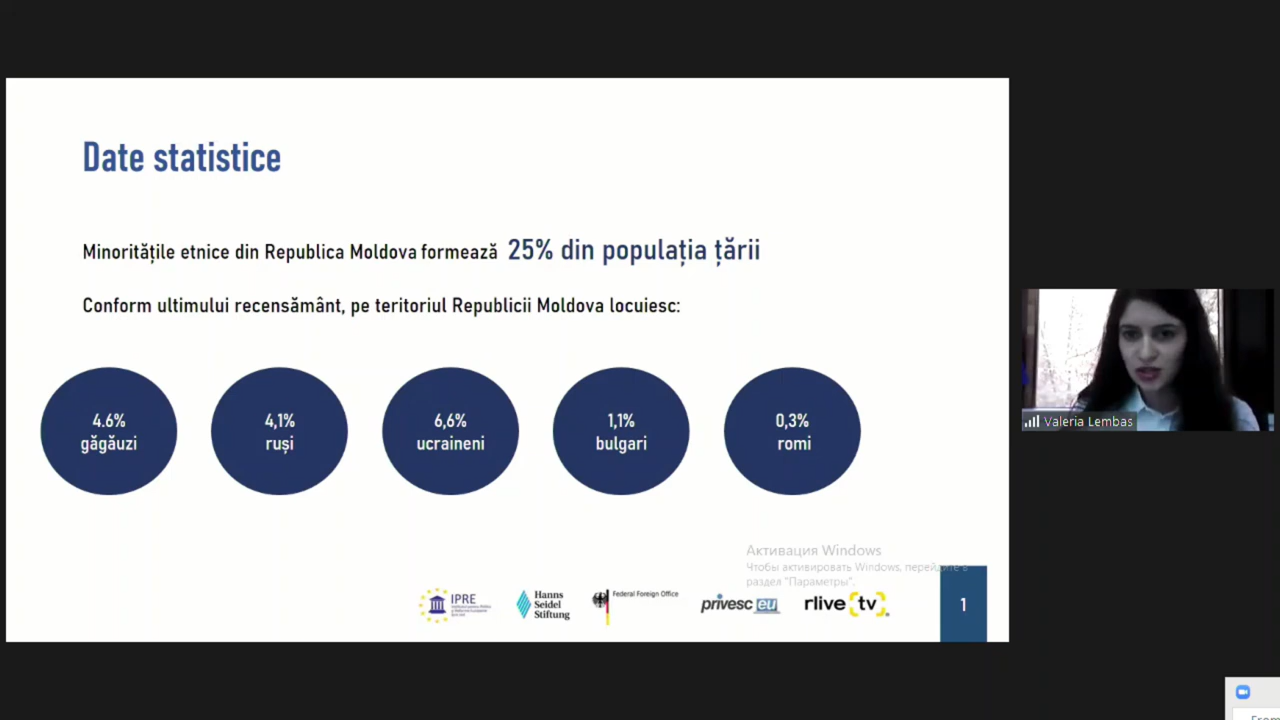 Date statistice
Minoritățile etnice din Republica Moldova formează 25% din populația țării
Conform ultimului recensământ, pe teritoriul Republicii Moldova locuiesc:
4.6%
găgăuzi
4,1%
ruși
6,6%
ucraineni
1,1%
bulgari
0,3%
romi
Valeria Lembas
Активация Windows
Чтобы активировать Windows, перейдите в
раздел "Параметры".
IPRE
Hanns
Seidel
Stiftung
Federal Foreign Office
privesc eu
rlive tv
1